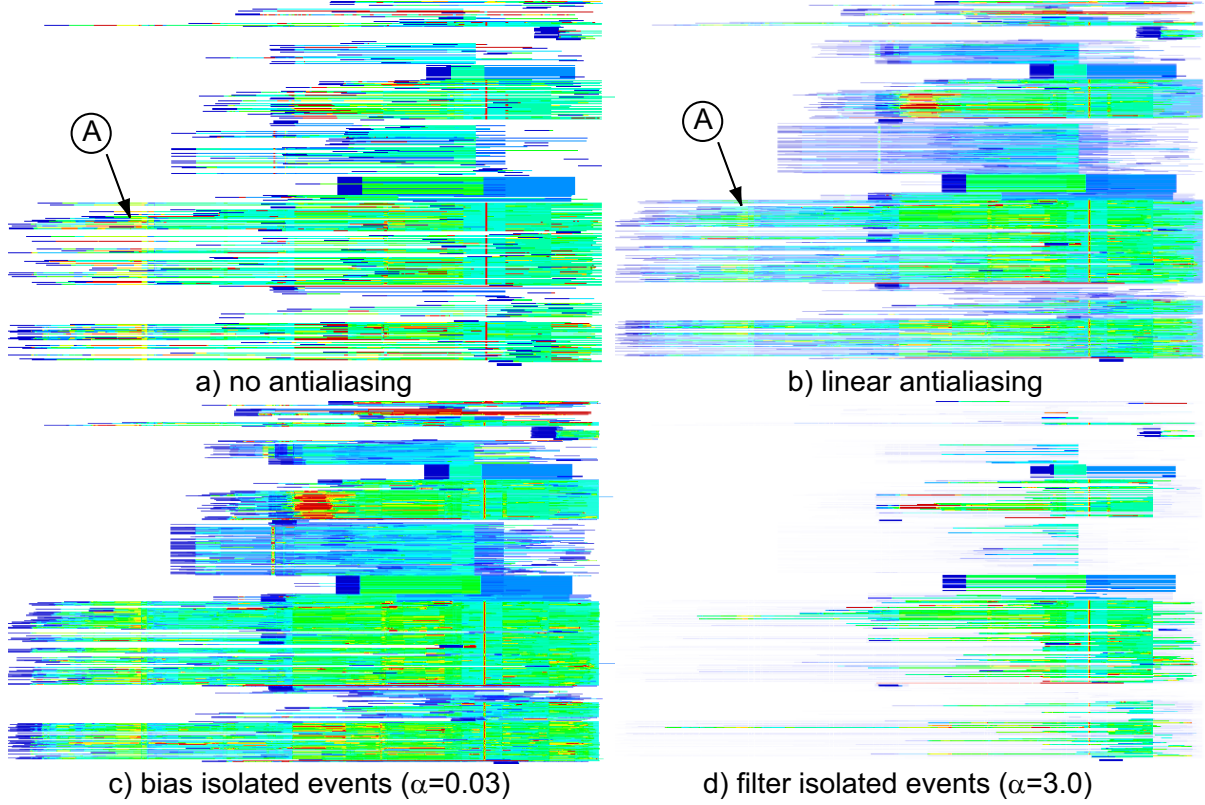 A
A
a) no antialiasing
b) linear antialiasing
c) bias isolated events (α=0.03)
d) filter isolated events (α=3.0)